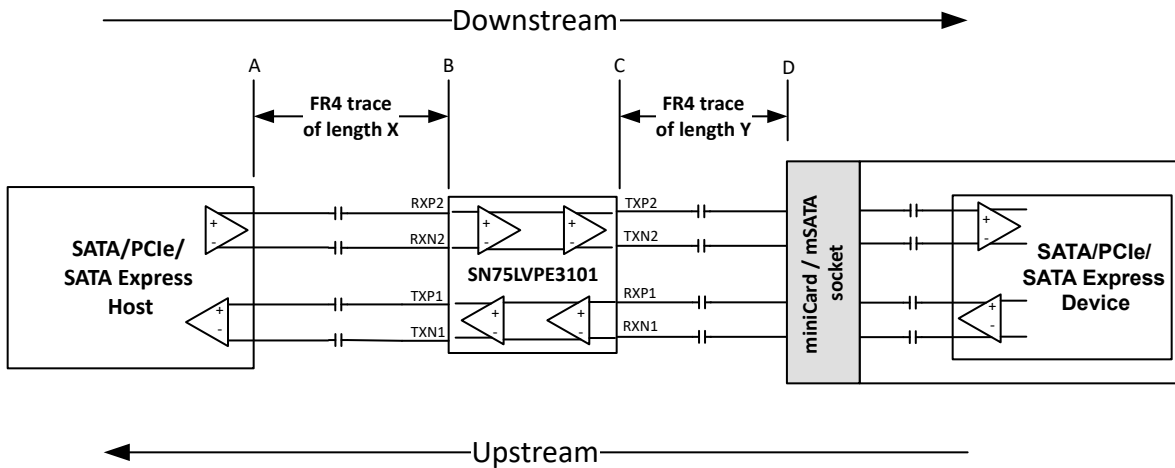 Downstream
A
B
C
D
FR4 trace
of length X
FR4 trace
of length Y
SATA/PCIe/
SATA Express
Host
+
-
+
-
RXP2
RXN2
TXP1
TXN1
+
-
+
-
SN75LVPE3101
+
-
+
-
TXP2
TXN2
RXP1
RXN1
miniCard / mSATA
socket
+
-
+
-
SATA/PCIe/
SATA Express
Device
Upstream